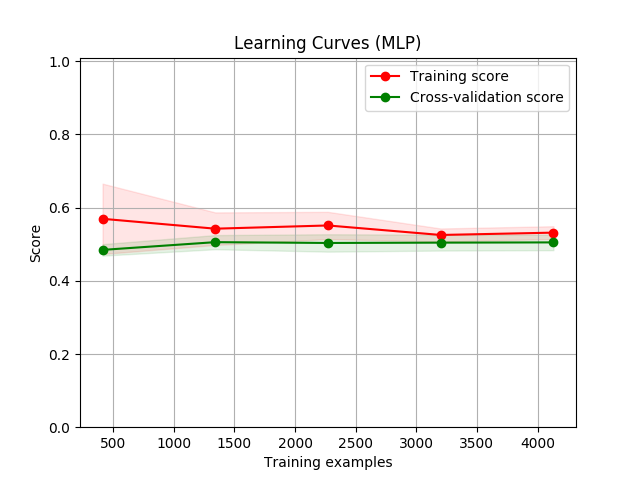 Learning Curves (MLP)
Training score
Cross-validation score
Score
1.0
0.8
0.6
0.4
0.2
0.0
500 1000 1500 2000 2500 3000 3500 4000
Training examples